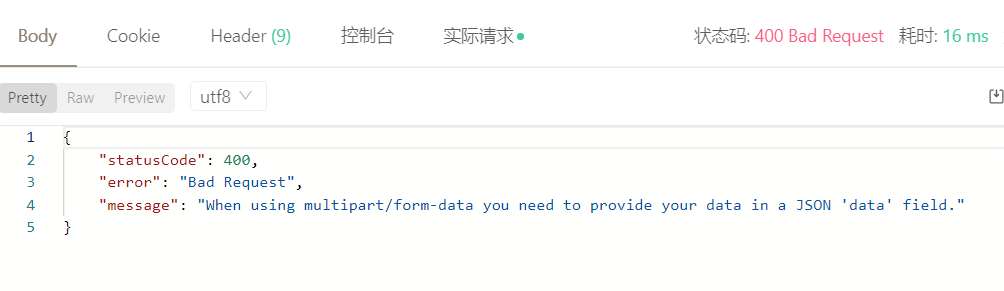 Body Cookie Header (9) 控制台 实际请求 状态码: 400 Bad Request 耗时: 16 ms
Pretty Raw Preview utf8
1 {
2 "statusCode": 400,
3 "error": "Bad Request",
4 "message": "When using multipart/form-data you need to provide your data in a JSON 'data' field."
5 }